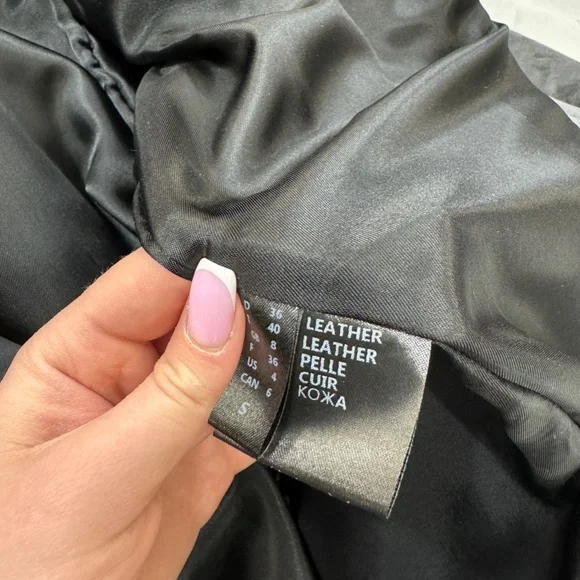 D 36
40
8
F 36
US 4
CAN 6
S
LEATHER
LEATHER
PELLE
CUIR
КОЖА